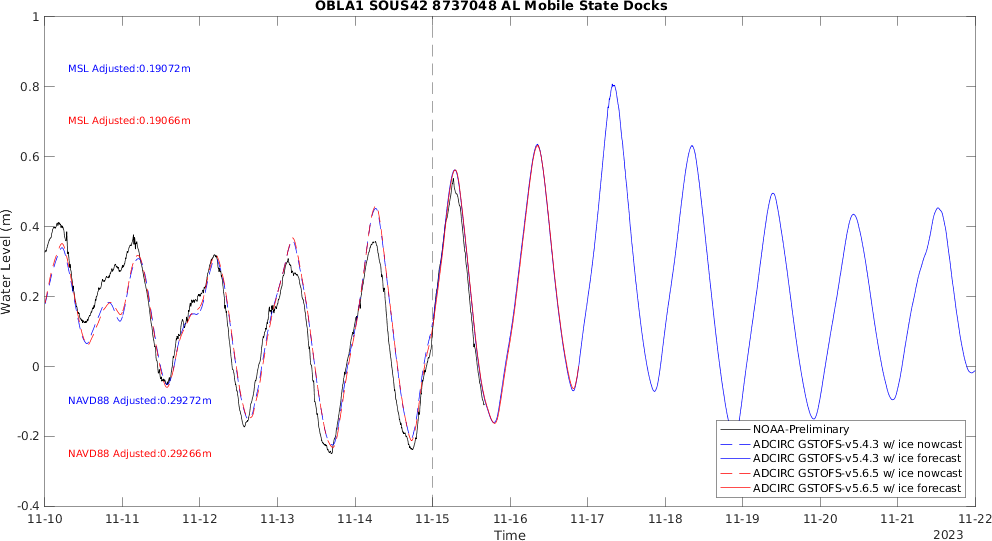 OBLA1 SOUS42 8737048 AL Mobile State Docks
1
0.8
0.6
0.4
0.2
0
-0.2
-0.4
Water Level (m)
MSL Adjusted:0.19072m
MSL Adjusted:0.19066m
NAVD88 Adjusted:0.29272m
NAVD88 Adjusted:0.29266m
NOAA-Preliminary
ADCIRC GSTOFS-v5.4.3 w/ ice nowcast
ADCIRC GSTOFS-v5.4.3 w/ ice forecast
ADCIRC GSTOFS-v5.6.5 w/ ice nowcast
ADCIRC GSTOFS-v5.6.5 w/ ice forecast
11-10 11-11 11-12 11-13 11-14 11-15 11-16 11-17 11-18 11-19 11-20 11-21 11-22
Time
2023